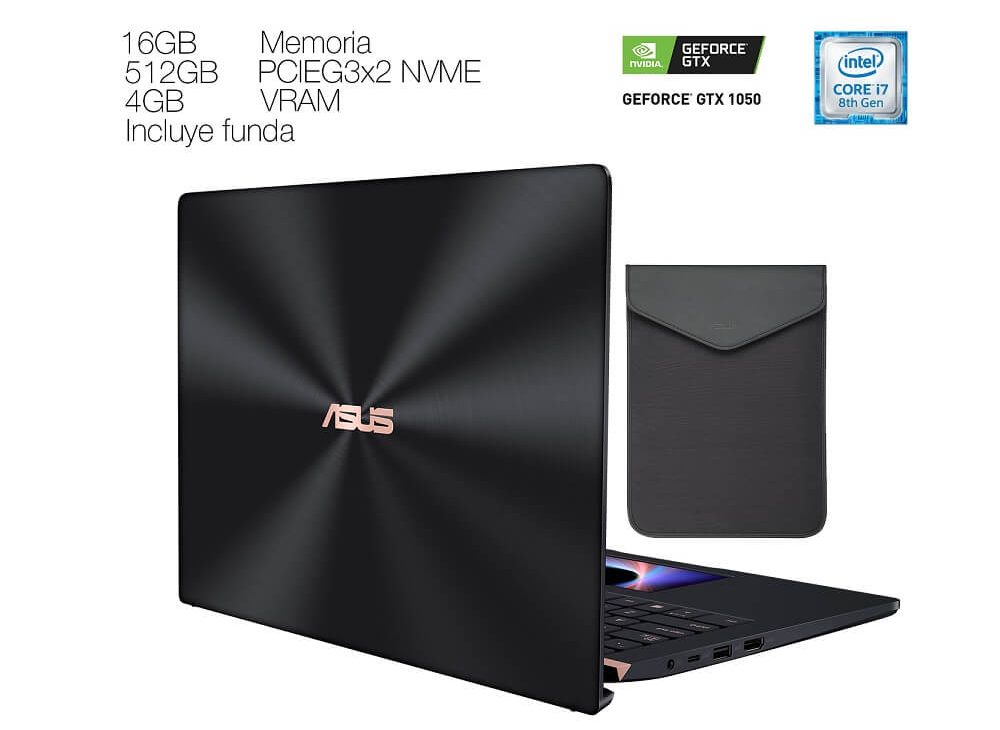 16GB Memoria
512GB PCIEG3x2 NVME
4GB VRAM
Incluye funda
NVIDIA. GEFORCE® GTX
GEFORCE® GTX 1050
intel®
CORE i7
8th Gen
ASUS
ASUS